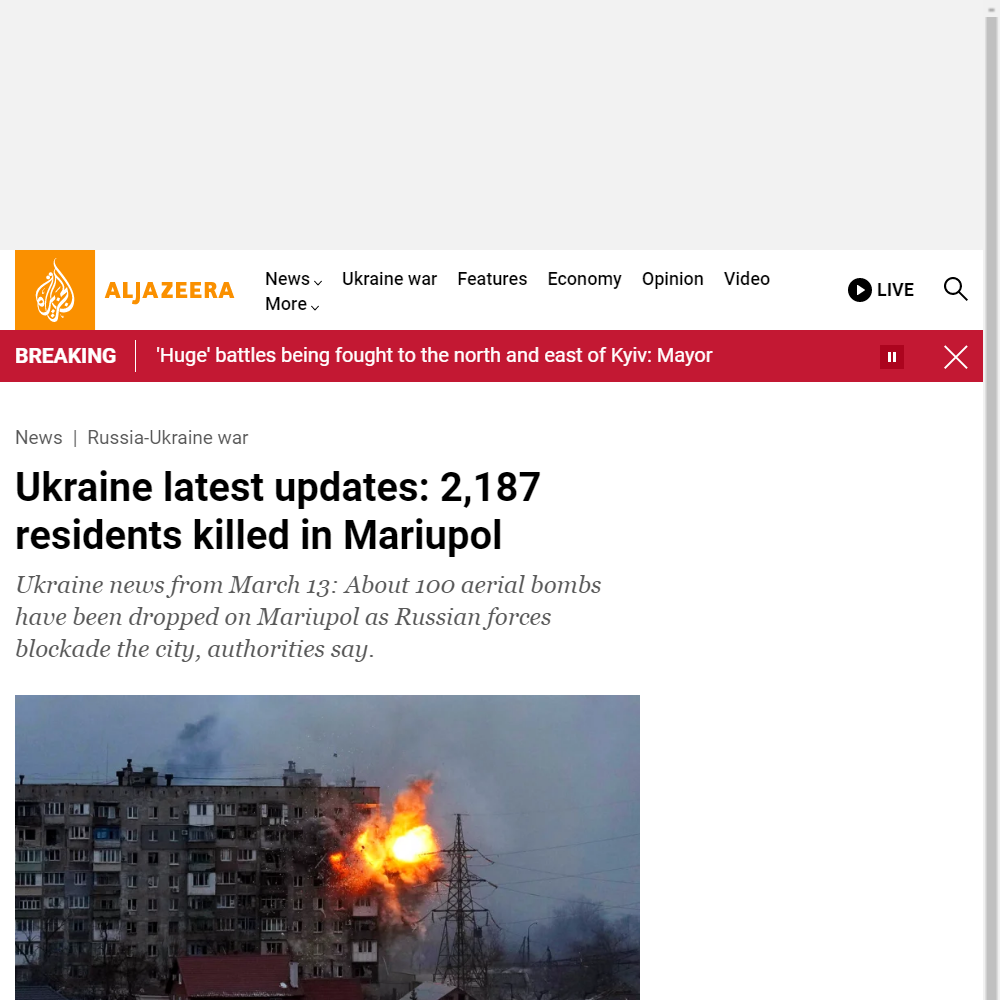 ALJAZEERA
News
Ukraine war
Features
Economy
Opinion
Video
More
LIVE
BREAKING
'Huge' battles being fought to the north and east of Kyiv: Mayor
News | Russia-Ukraine war
Ukraine latest updates: 2,187
residents killed in Mariupol
Ukraine news from March 13: About 100 aerial bombs
have been dropped on Mariupol as Russian forces
blockade the city, authorities say.